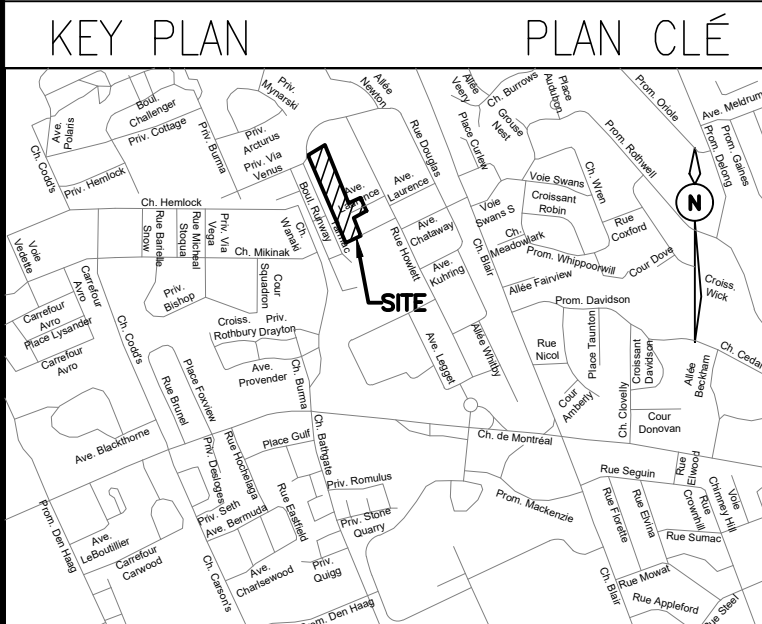 KEY PLAN
PLAN CLÉ
Ave.
Polaris
Boul.
Challenger
Priv. Cottage
Ch. Codd's
Priv. Hemlock
Priv. Burma
Priv.
Mynarski
Priv.
Arcturus
Priv. Via
Venus
Allée
Newton
Rue Douglas
Allée
Veery
Ch. Burrows
Place
Audubon
Grouse
Nest
Place Curlew
Prom. Oriole
Ave. Meldrum
Prom. Delong
Prom. Gaines
Prom. Rothwell
N
Voie
Vedette
Ch. Hemlock
Rue Barielle
Snow
Rue Micheal
Stoqua
Priv. Via
Vega
Ch. Mikinak
Ch.
Wanaki
Boul. Runway
Ave.
Ave.
Laurence
Rue Howlett
Ave.
Chataway
Ave.
Kuhring
Voie
Swans S
Voie Swans
Croissant
Robin
Ch. Wren
Rue
Coxford
Ch.
Meadowlark
Prom. Whippoorwill
Cour Dove
Ch. Blair
Allée Fairview
Croiss.
Wick
Carrefour
Avro
Carrefour
Avro
Place Lysander
Carrefour
Avro
Priv.
Bishop
Cour
Squadron
Croiss.
Rothbury
Priv.
Drayton
SITE
Ch. Codd's
Ave.
Provender
Ch. Burma
Ave. Legget
Allée Whitby
Prom. Davidson
Rue
Nicol
Place Taunton
Croissant
Davidson
Ch. Cedar
Allée
Beckham
Cour
Amberly
Ch. Clovelly
Cour
Donovan
Rue Brunel
Place Foxview
Ave. Blackthorne
Place Gulf
Ch. Bathgate
Ch. de Montréal
Priv. Desloges
Rue Hochelaga
Priv. Seth
Ave. Bermuda
Rue Eastfield
Priv. Romulus
Priv. Stone
Quarry
Prom. Mackenzie
Rue Seguin
Rue
Elwood
Rue
Crownhill
Voie
Chimney Hill
Rue Florette
Rue Elvina
Rue Sumac
Prom. Den Haag
Ave.
LeBoutillier
Carrefour
Carwood
Ch. Carson's
Ave.
Charlsewood
Priv.
Quigg
Prom. Den Haag
Ch. Blair
Rue Mowat
Rue Appleford
Rue Steel